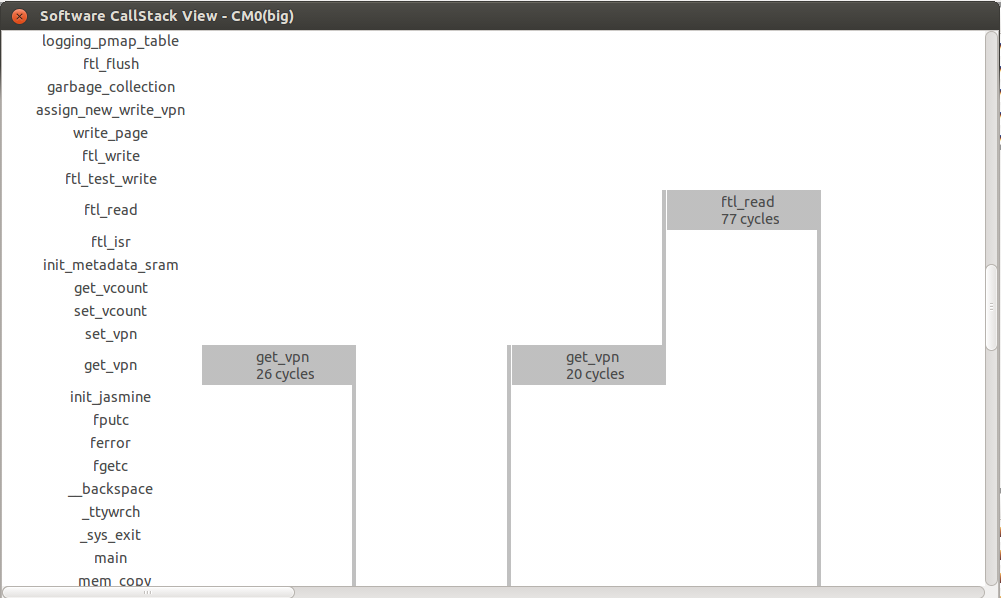 Software CallStack View - CM0(big)
logging_pmap_table
ftl_flush
garbage_collection
assign_new_write_vpn
write_page
ftl_write
ftl_test_write
ftl_read
ftl_read
77 cycles
ftl_isr
init_metadata_sram
get_vcount
set_vcount
set_vpn
get_vpn
get_vpn
26 cycles
get_vpn
20 cycles
init_jasmine
fputc
ferror
fgetc
__backspace
_ttywrch
_sys_exit
main
mem_copy